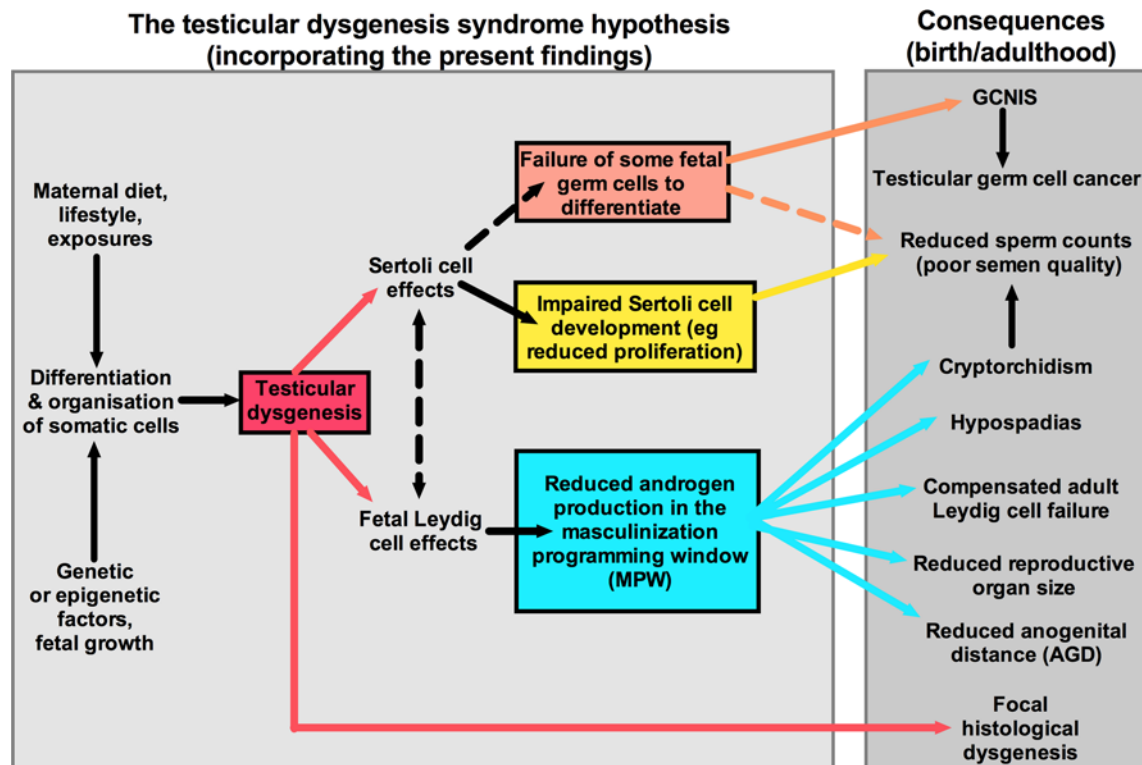 The testicular dysgenesis syndrome hypothesis
(incorporating the present findings)
Consequences
(birth/adulthood)
Maternal diet,
lifestyle,
exposures
Differentiation
& organisation
of somatic cells
Genetic
or epigenetic
factors,
fetal growth
Testicular
dysgenesis
Sertoli cell
effects
Fetal Leydig
cell effects
Failure of some fetal
germ cells to
differentiate
Impaired Sertoli cell
development (eg
reduced proliferation)
Reduced androgen
production in the
masculinization
programming window
(MPW)
GCNIS
Testicular germ cell cancer
Reduced sperm counts
(poor semen quality)
Cryptorchidism
Hypospadias
Compensated adult
Leydig cell failure
Reduced reproductive
organ size
Reduced anogenital
distance (AGD)
Focal
histological
dysgenesis